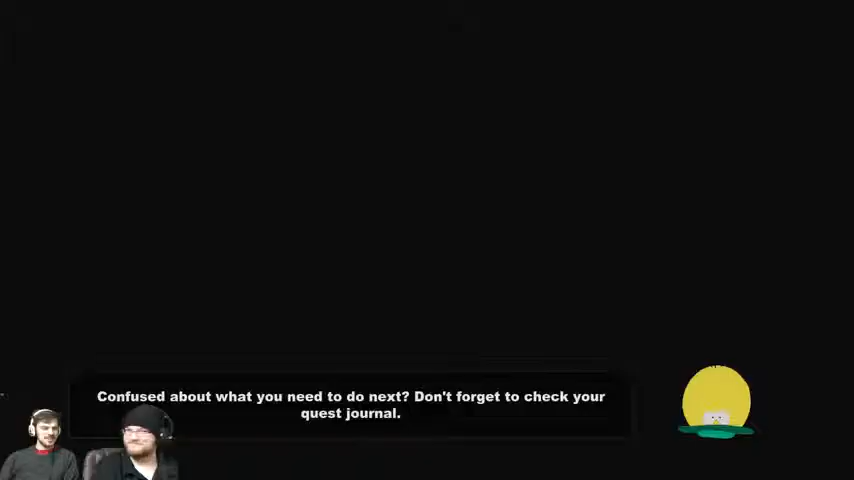 Confused about what you need to do next? Don't forget to check your
quest journal.